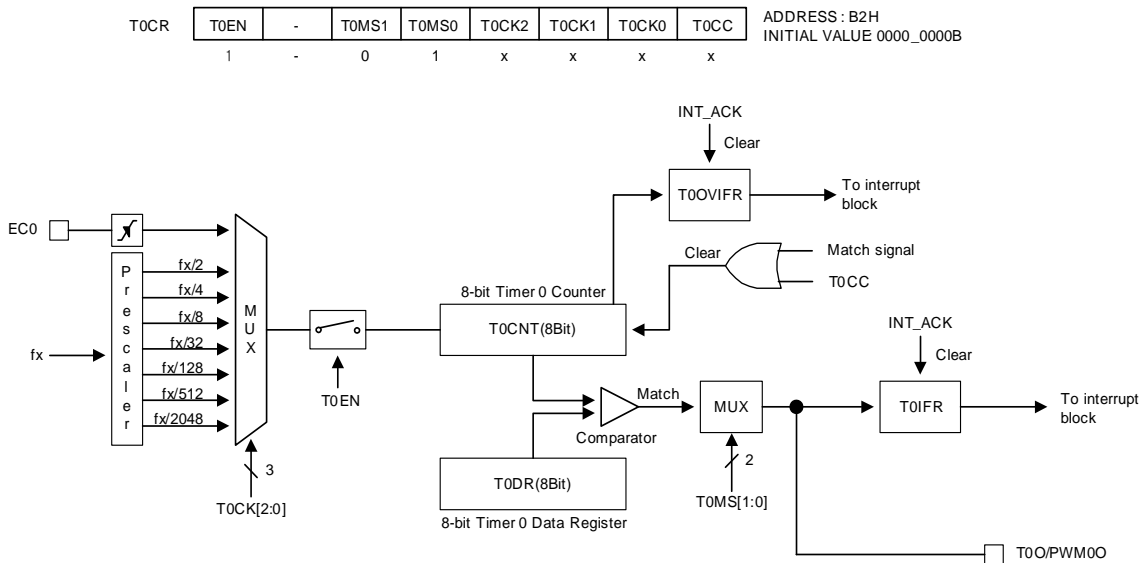 T0CR T0EN - T0MS1 T0MS0 T0CK2 T0CK1 T0CK0 T0CC
ADDRESS : B2H
INITIAL VALUE: 0000_0000B
1 - 0 1 x x x x
INT_ACK
Clear
T0OVIFR
To interrupt
block
EC0
Prescaler
fx
fx/2
fx/4
fx/8
fx/32
fx/128
fx/512
fx/2048
MUX
3
T0CK[2:0]
T0EN
8-bit Timer 0 Counter
T0CNT(8Bit)
Clear
Match signal
T0CC
Comparator
Match
T0DR(8Bit)
8-bit Timer 0 Data Register
MUX
2
T0MS[1:0]
INT_ACK
Clear
T0IFR
To interrupt
block
T0O/PWM0O